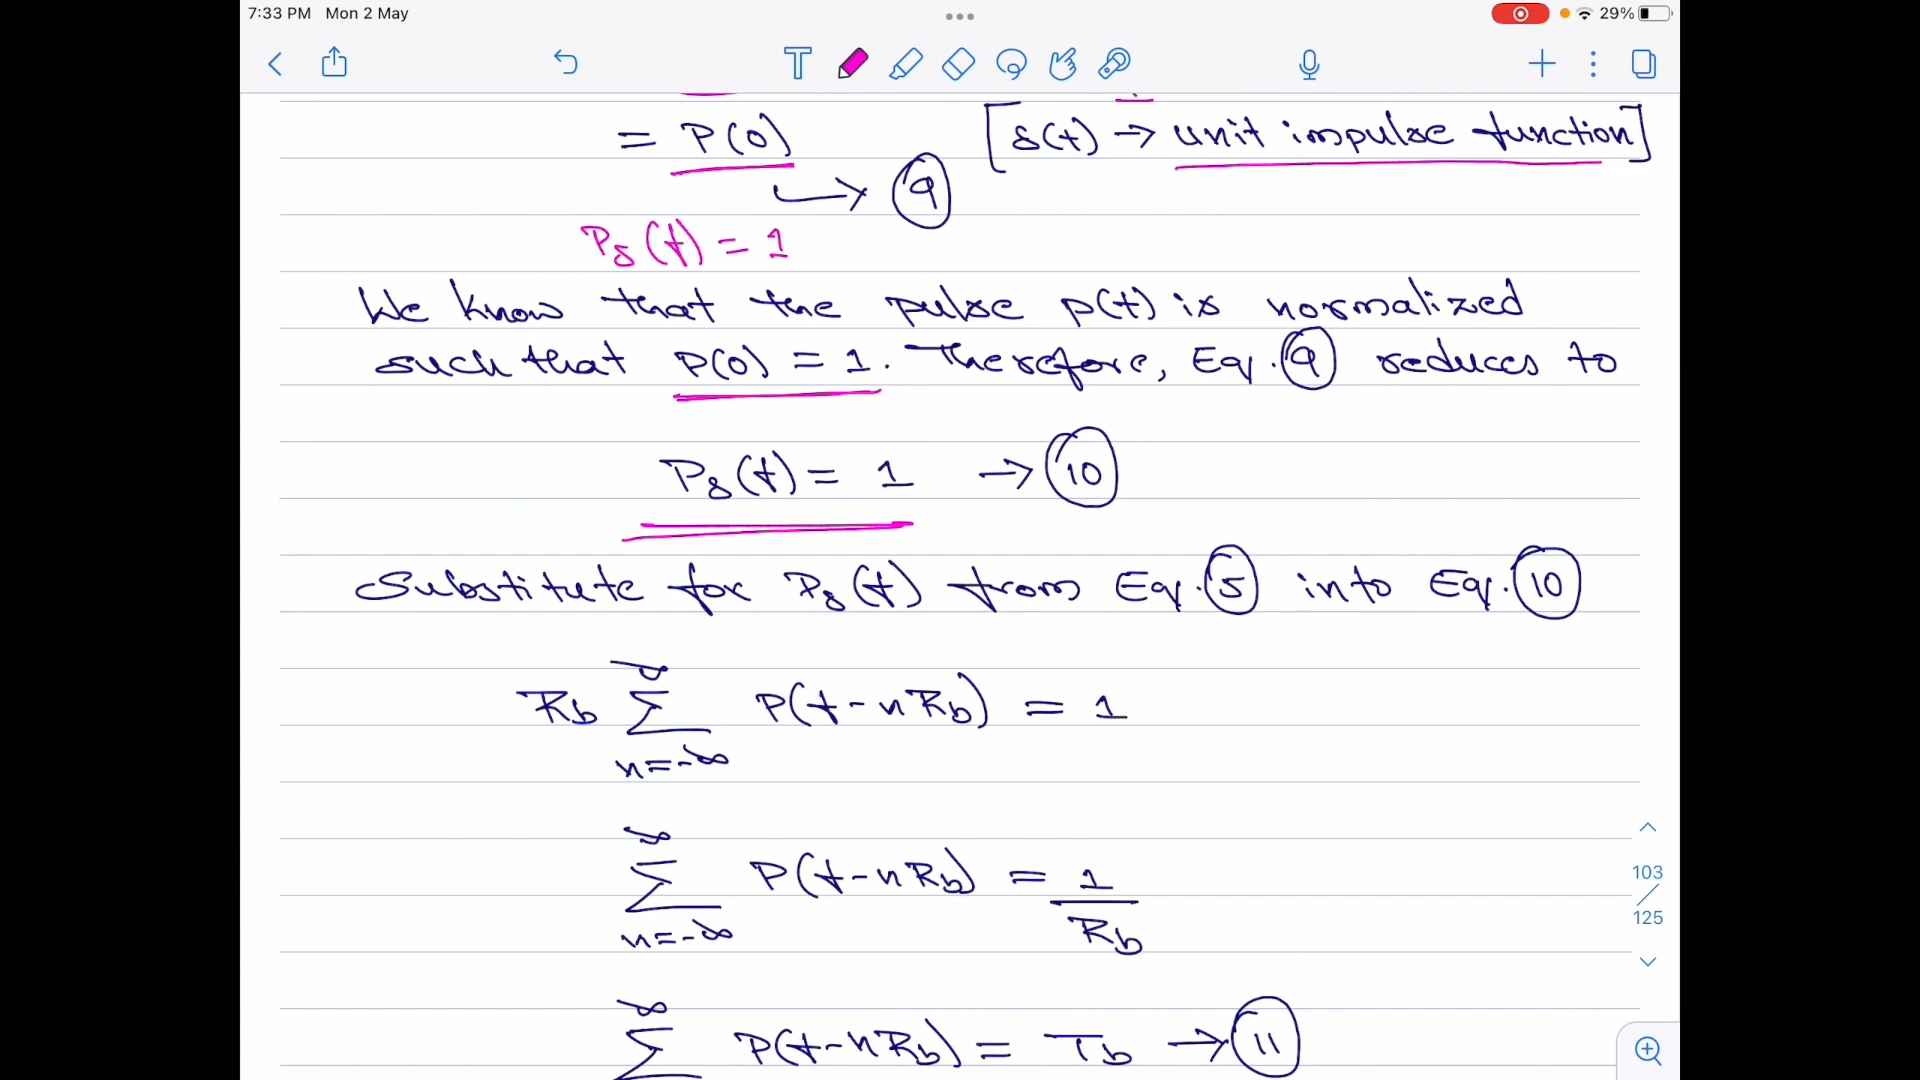 7:33 PM Mon 2 May
29%
= P(0) [δ(t) → unit impulse function]
→ 9
Pδ(f) = 1
We know that the pulse p(t) is normalized
such that p(0) = 1. Therefore, Eq. 9 reduces to
Pδ(f) = 1 → 10
Substitute for Pδ(f) from Eq. 5 into Eq. 10
Rb ∑ P(f-nRb) = 1
∞
n=-∞
∞
∑ P(f-nRb) = 1/Rb
n=-∞
103
125
∞
∑ P(f-nRb) = Tb → 11